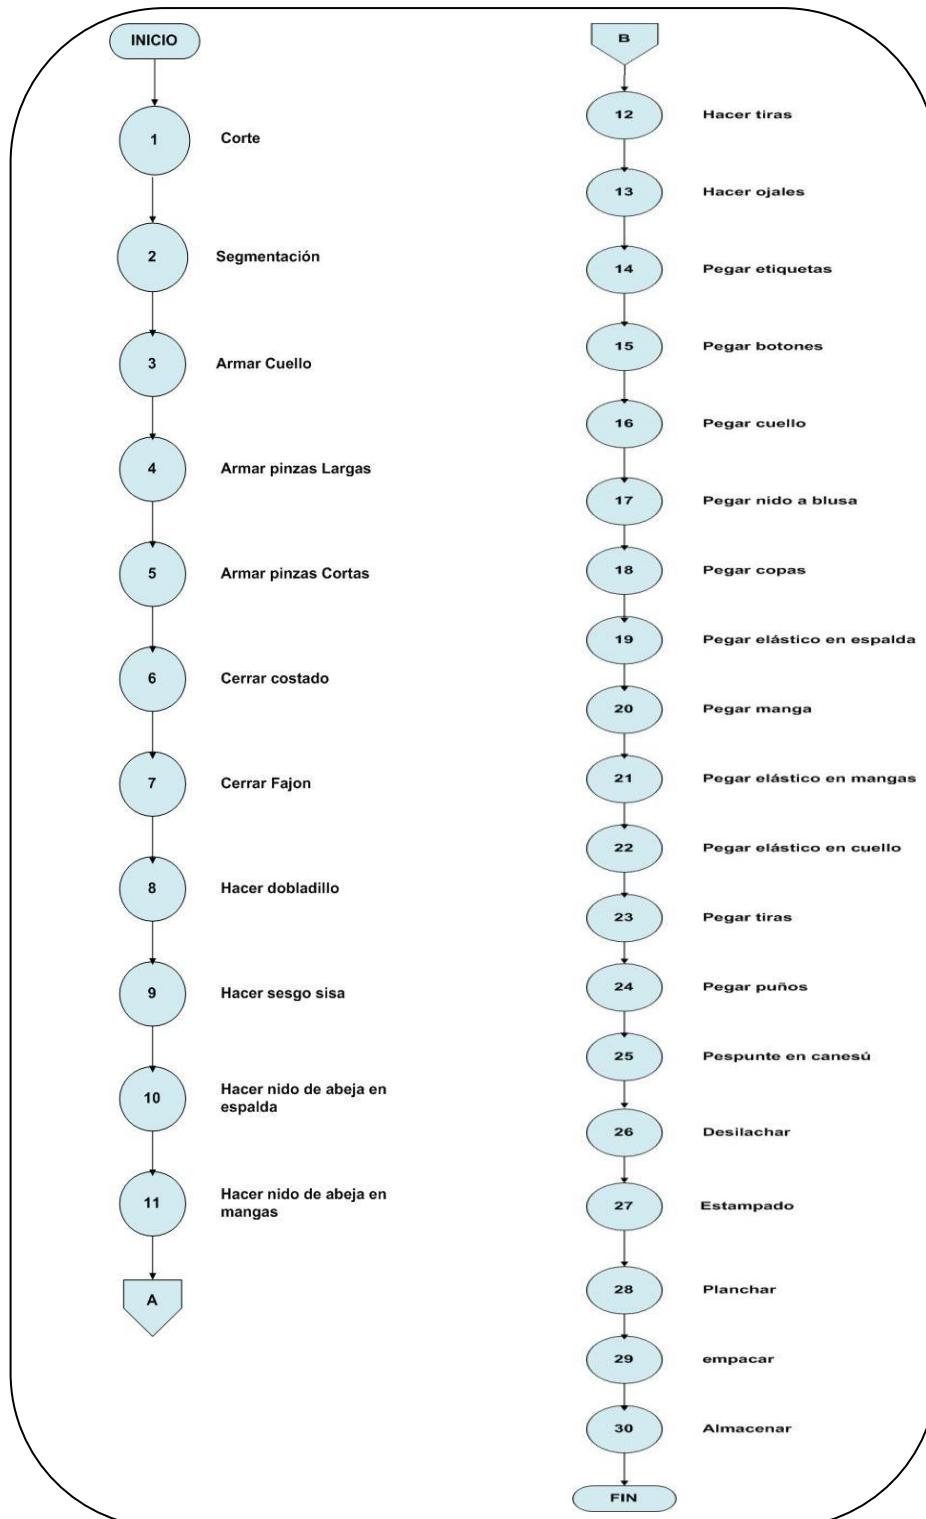 INICIO
1 Corte
2 Segmentación
3 Armar Cuello
4 Armar pinzas Largas
5 Armar pinzas Cortas
6 Cerrar costado
7 Cerrar Fajon
8 Hacer dobladillo
9 Hacer sesgo sisa
10 Hacer nido de abeja en
espalda
11 Hacer nido de abeja en
mangas
A
B
12 Hacer tiras
13 Hacer ojales
14 Pegar etiquetas
15 Pegar botones
16 Pegar cuello
17 Pegar nido a blusa
18 Pegar copas
19 Pegar elástico en espalda
20 Pegar manga
21 Pegar elástico en mangas
22 Pegar elástico en cuello
23 Pegar tiras
24 Pegar puños
25 Pespunte en canesú
26 Desilachar
27 Estampado
28 Planchar
29 empacar
30 Almacenar
FIN